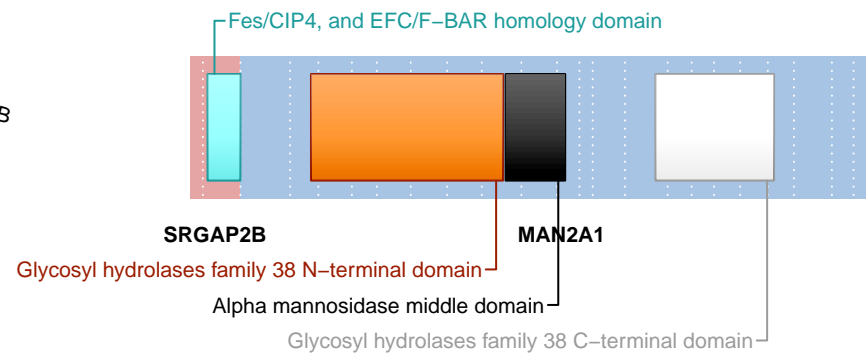 Fes/CIP4, and EFC/F−BAR homology domain
SRGAP2B
MAN2A1
Glycosyl hydrolases family 38 N−terminal domain
Alpha mannosidase middle domain
Glycosyl hydrolases family 38 C−terminal domain